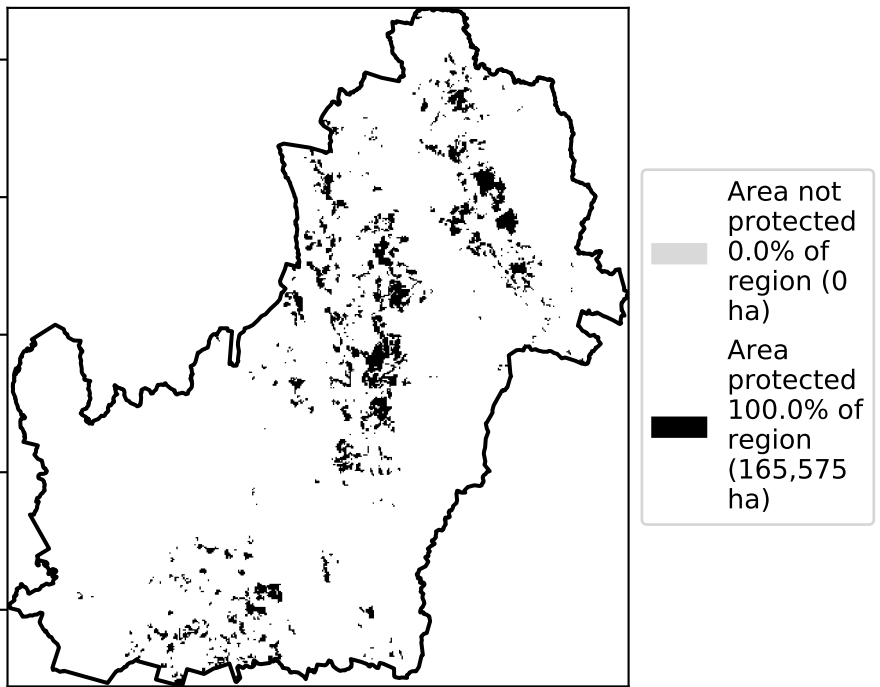 Area not
protected
0.0% of
region (0
ha)
Area
protected
100.0% of
region
(165,575
ha)